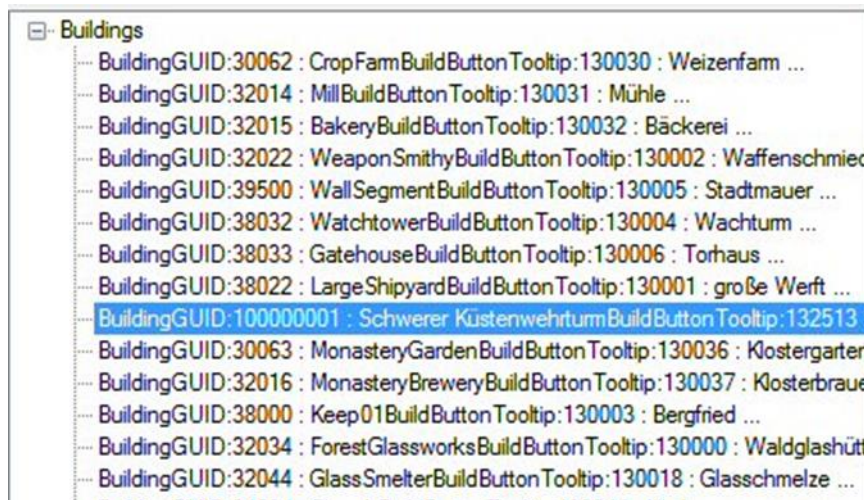 Buildings
BuildingGUID:30062 : CropFarmBuildButtonTooltip:130030 : Weizenfarm ...
BuildingGUID:32014 : MillBuildButtonTooltip:130031 : Mühle ...
BuildingGUID:32015 : BakeryBuildButtonTooltip:130032 : Bäckerei ...
BuildingGUID:32022 : WeaponSmithyBuildButtonTooltip:130002 : Waffenschmied
BuildingGUID:39500 : WallSegmentBuildButtonTooltip:130005 : Stadtmauer ...
BuildingGUID:38032 : WatchtowerBuildButtonTooltip:130004 : Wachturm ...
BuildingGUID:38033 : GatehouseBuildButtonTooltip:130006 : Torhaus ...
BuildingGUID:38022 : LargeShipyardBuildButtonTooltip:130001 : große Werft ...
BuildingGUID:100000001 : Schwerer KüstenwehrturmBuildButtonTooltip:132513
BuildingGUID:30063 : MonasteryGardenBuildButtonTooltip:130036 : Klostergarten
BuildingGUID:32016 : MonasteryBreweryBuildButtonTooltip:130037 : Klosterbraue
BuildingGUID:38000 : Keep01BuildButtonTooltip:130003 : Bergfried ...
BuildingGUID:32034 : ForestGlassworksBuildButtonTooltip:130000 : Waldglashütt
BuildingGUID:32044 : GlassSmelterBuildButtonTooltip:130018 : Glasschmelze ...